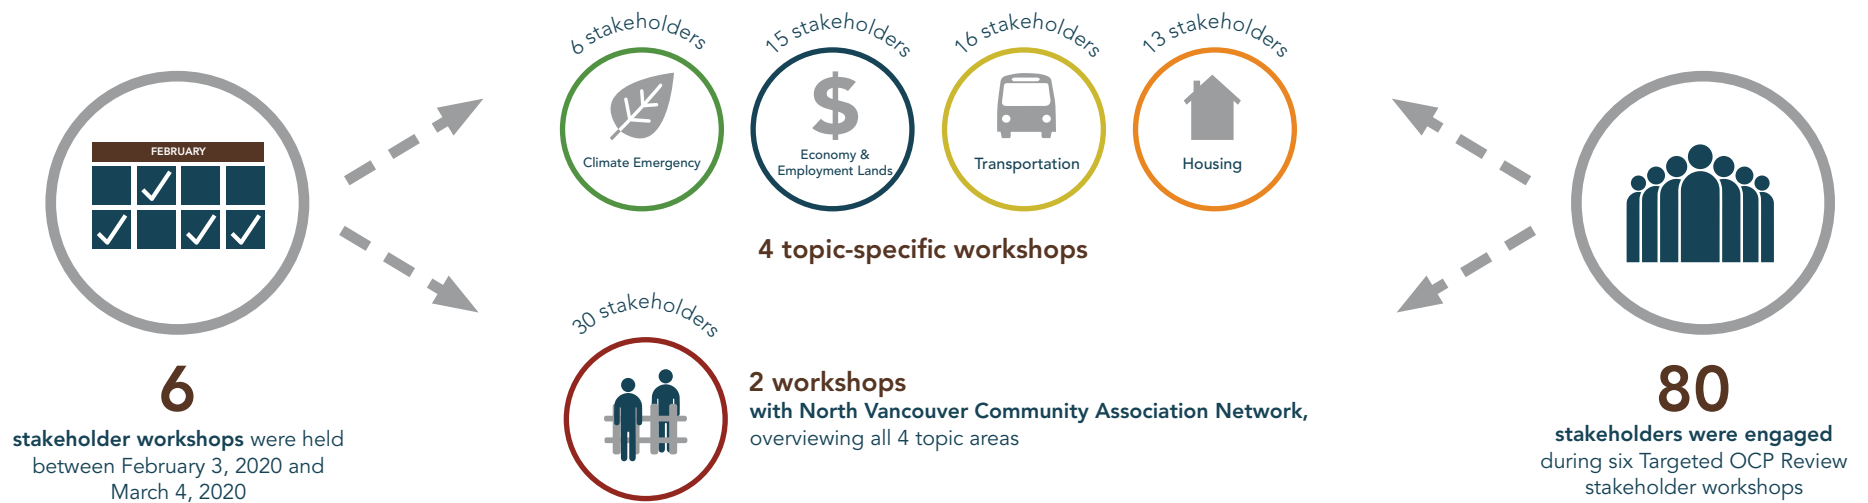 FEBRUARY
6
stakeholder workshops were held
between February 3, 2020 and
March 4, 2020
6 stakeholders
Climate Emergency
15 stakeholders
Economy &
Employment Lands
16 stakeholders
Transportation
13 stakeholders
Housing
4 topic-specific workshops
30 stakeholders
2 workshops
with North Vancouver Community Association Network,
overviewing all 4 topic areas
80
stakeholders were engaged
during six Targeted OCP Review
stakeholder workshops